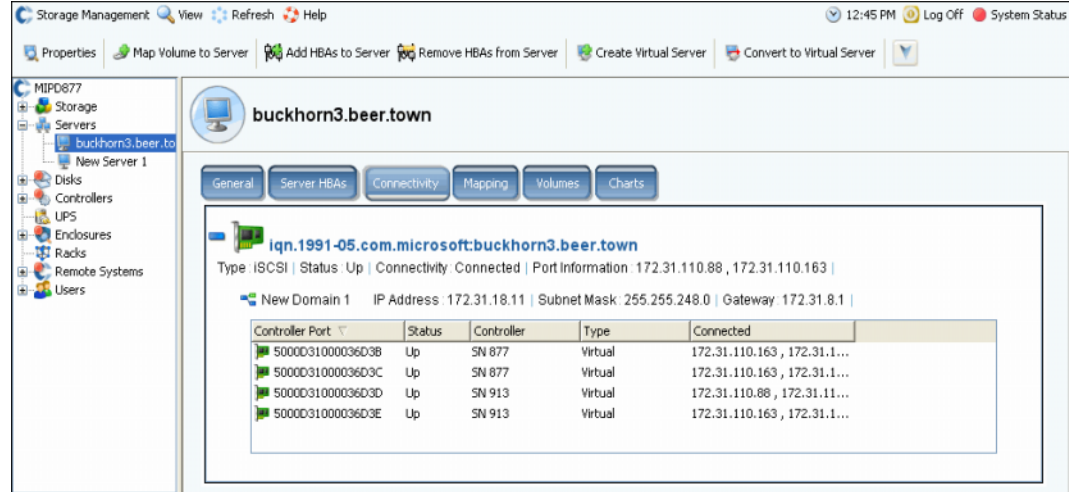 Storage Management View Refresh Help 12:45 PM Log Off System Status
Properties Map Volume to Server Add HBAs to Server Remove HBAs from Server Create Virtual Server Convert to Virtual Server
MIPD877
Storage
Servers
buckhorn3.beer.to
New Server 1
Disks
Controllers
UPS
Enclosures
Racks
Remote Systems
Users
buckhorn3.beer.town
General Server HBAs Connectivity Mapping Volumes Charts
iqn.1991-05.com.microsoft:buckhorn3.beer.town
Type : iSCSI | Status : Up | Connectivity : Connected | Port Information : 172.31.110.88 , 172.31.110.163 |
New Domain 1 IP Address : 172.31.18.11 | Subnet Mask : 255.255.248.0 | Gateway : 172.31.8.1 |
Controller Port Status Controller Type Connected
5000D31000036D3B Up SN 877 Virtual 172.31.110.163 , 172.31.1...
5000D31000036D3C Up SN 877 Virtual 172.31.110.163 , 172.31.1...
5000D31000036D3D Up SN 913 Virtual 172.31.110.88 , 172.31.11...
5000D31000036D3E Up SN 913 Virtual 172.31.110.163 , 172.31.1...